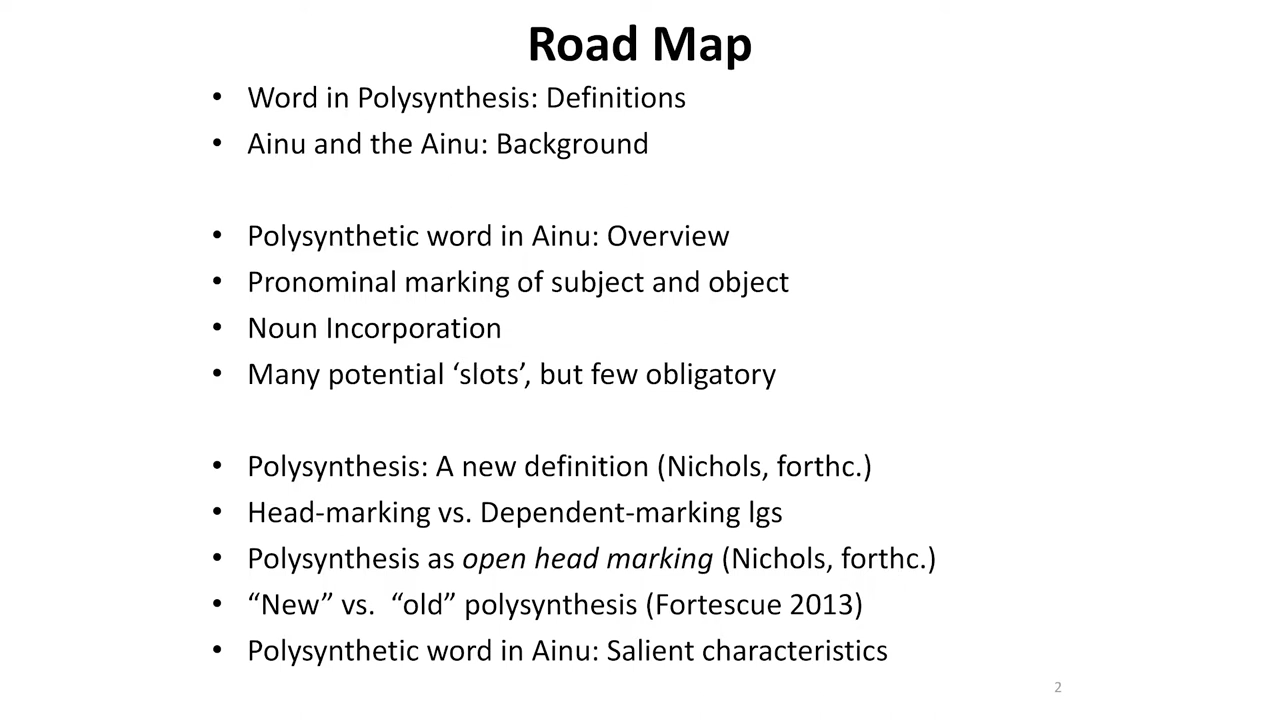 Road Map
• Word in Polysynthesis: Definitions
• Ainu and the Ainu: Background
• Polysynthetic word in Ainu: Overview
• Pronominal marking of subject and object
• Noun Incorporation
• Many potential ‘slots’, but few obligatory
• Polysynthesis: A new definition (Nichols, forthc.)
• Head-marking vs. Dependent-marking lgs
• Polysynthesis as open head marking (Nichols, forthc.)
• “New” vs.  “old” polysynthesis (Fortescue 2013)
• Polysynthetic word in Ainu: Salient characteristics
2